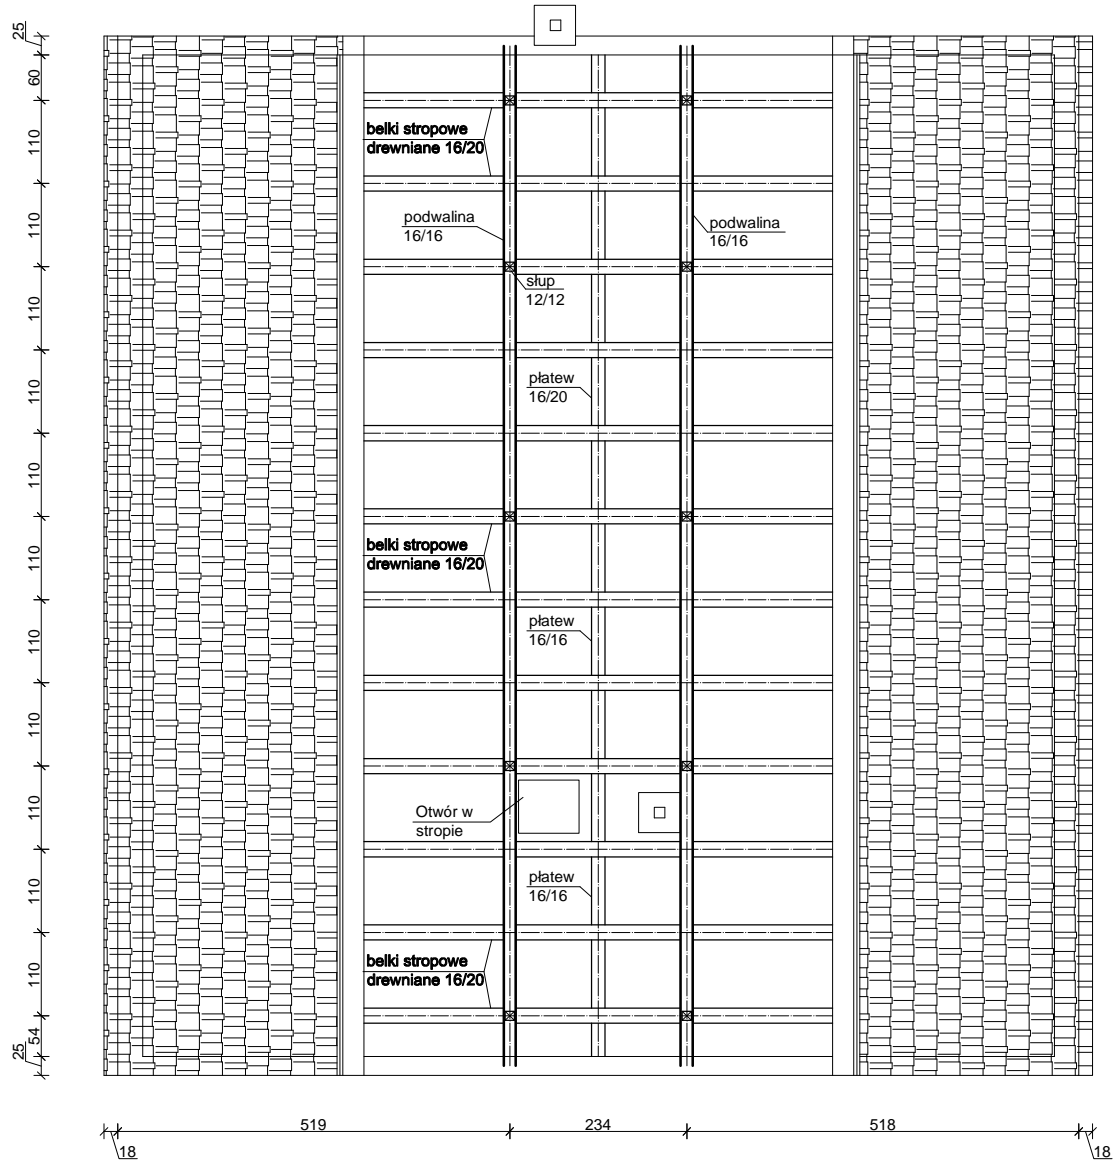 25
60
110
110
110
110
110
110
110
110
110
110
110
54
25
belki stropowe
drewniane 16/20
podwalina
16/16
podwalina
16/16
słup
12/12
płatew
16/20
belki stropowe
drewniane 16/20
płatew
16/16
Otwór w
stropie
płatew
16/16
belki stropowe
drewniane 16/20
519
234
518
18
18